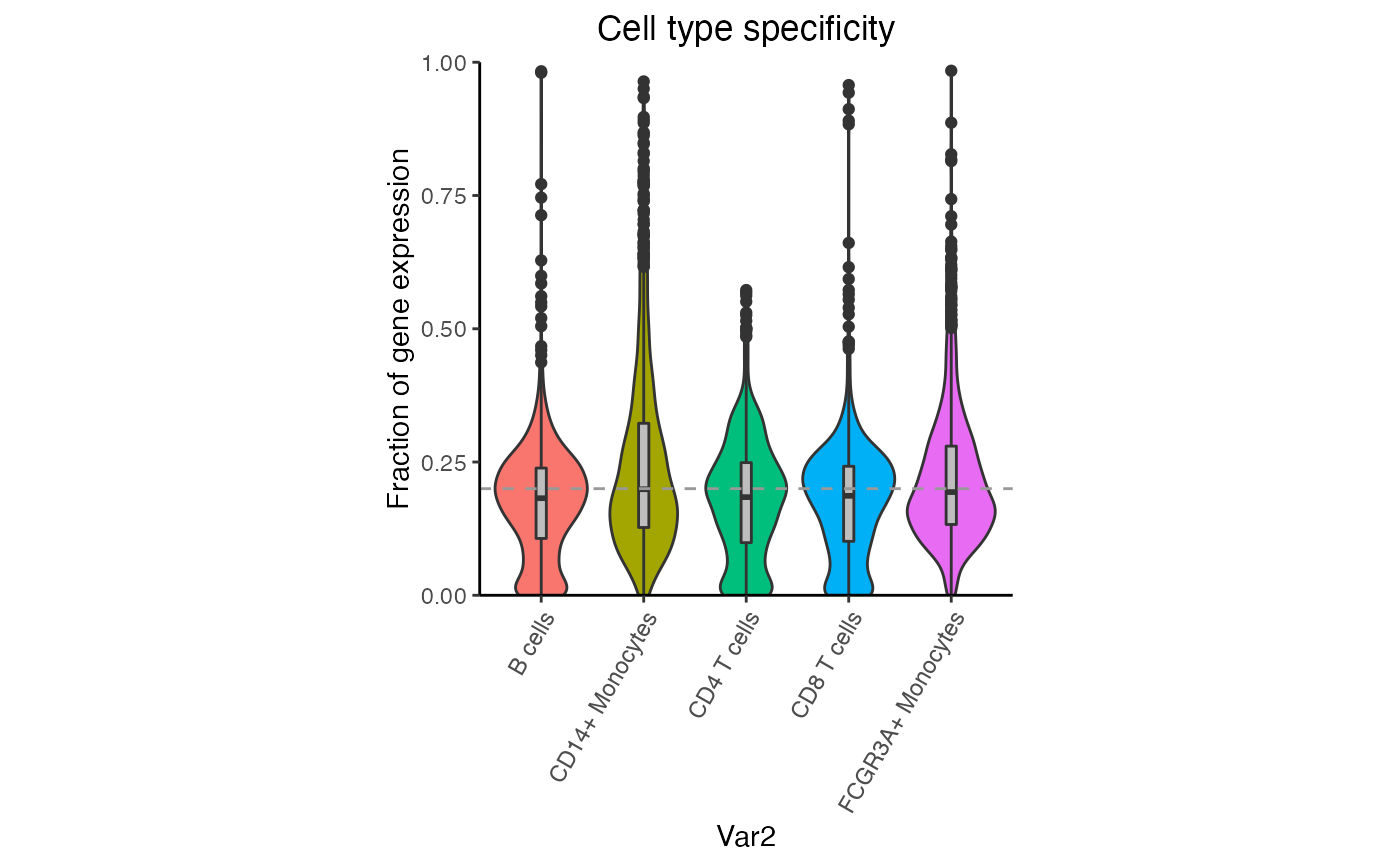 Cell type specificity
Fraction of gene expression
1.00
0.75
0.50
0.25
0.00
B cells
CD14+ Monocytes
CD4 T cells
CD8 T cells
FCGR3A+ Monocytes
Var2